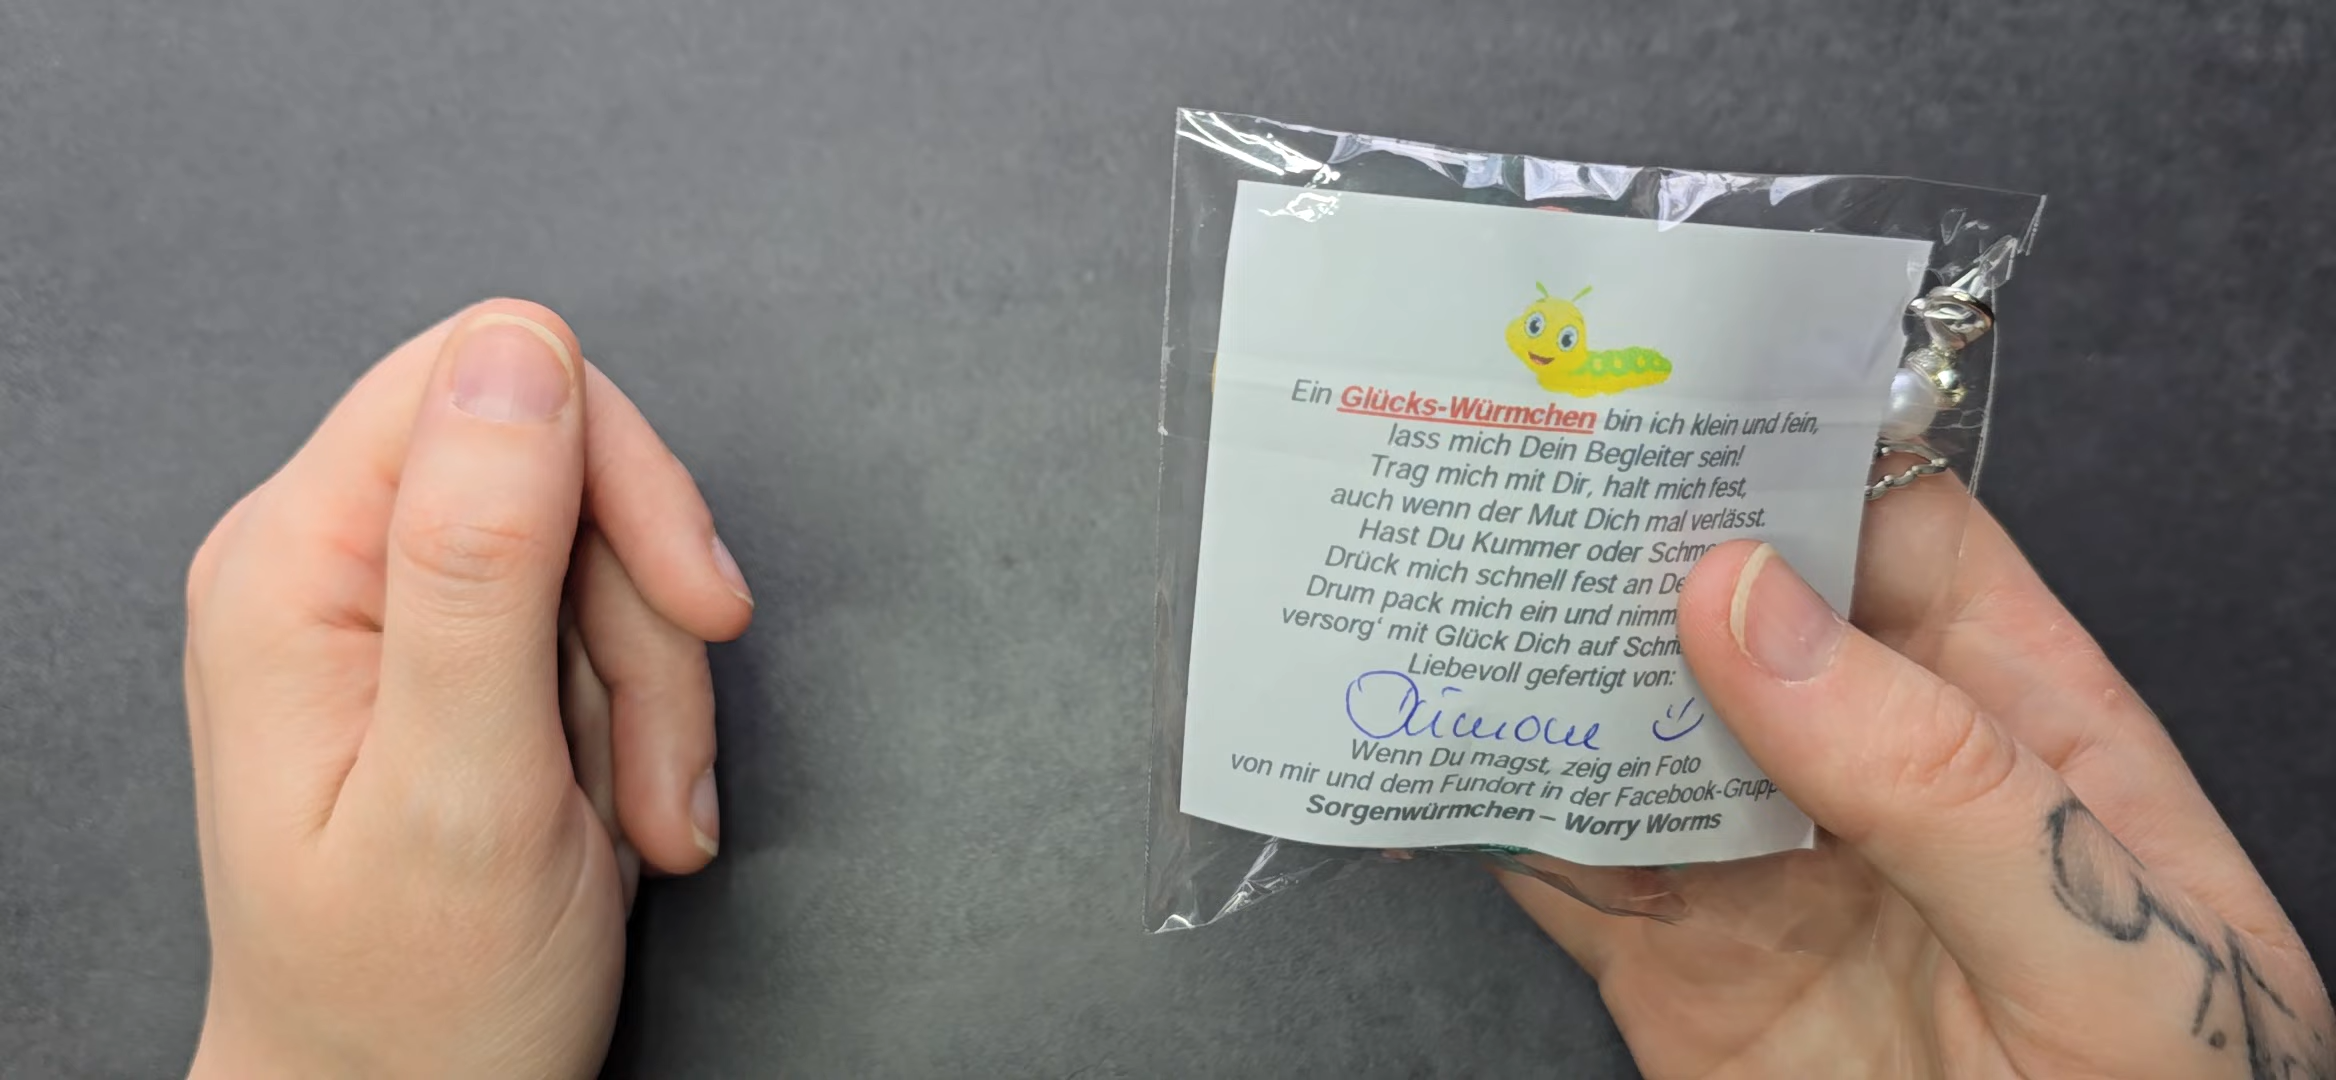 Ein Glücks-Würmchen bin ich klein und fein,
lass mich Dein Begleiter sein!
Trag mich mit Dir, halt mich fest,
auch wenn der Mut Dich mal verlässt.
Hast Du Kummer oder
Drück mich schnell fest an
Drum pack mich ein und nimm
versorg' mit Glück Dich auf
Liebevoll gefertigt von:
Wenn Du magst, zeig ein Foto
von mir und dem Fundort in der
Sorgenwürmchen – Worry Worms